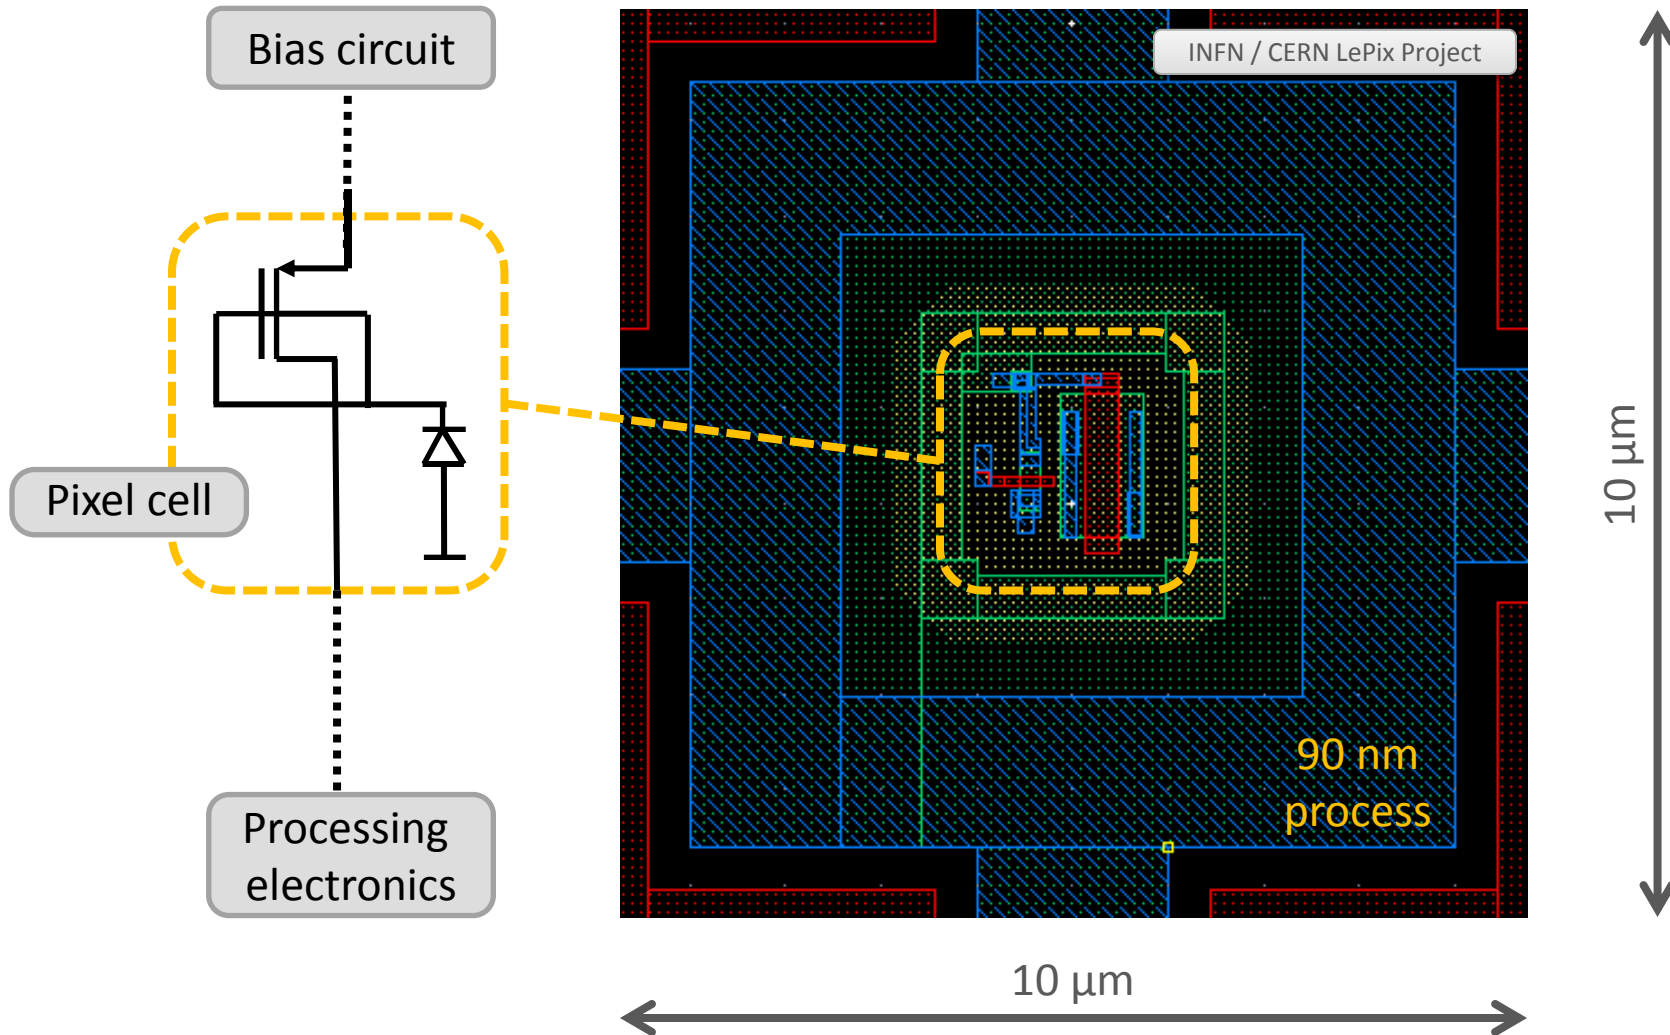 Bias circuit
INFN / CERN LePix Project
Pixel cell
10 µm
90 nm
process
Processing
electronics
10 µm